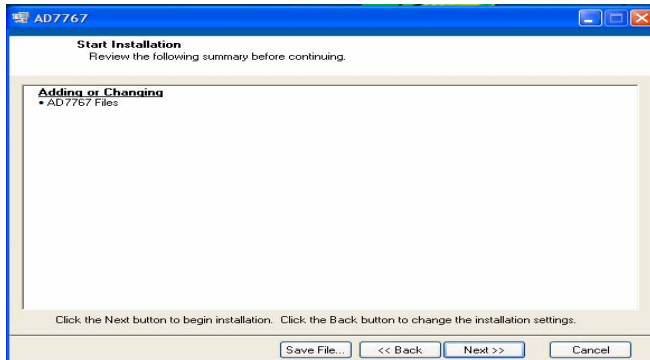 AD7767
Start Installation
Review the following summary before continuing.
Adding or Changing
• AD7767 Files
Click the Next button to begin installation. Click the Back button to change the installation settings.
Save File... << Back Next >> Cancel